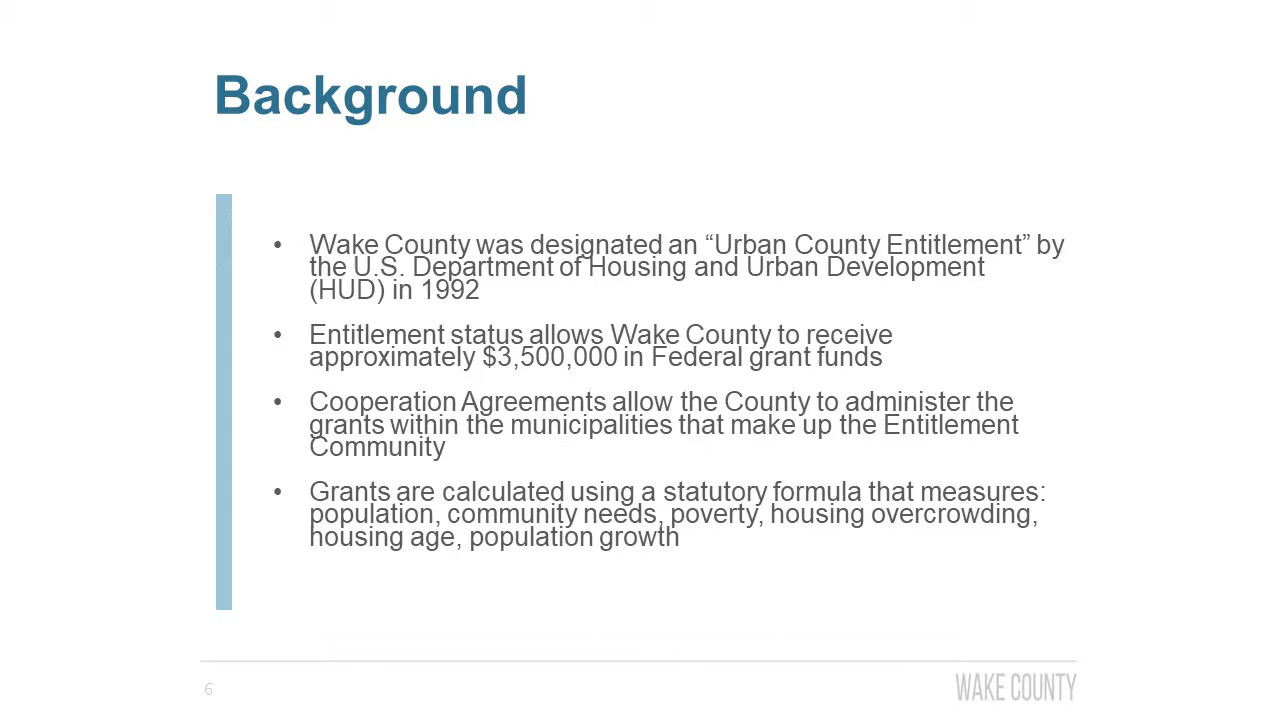 Background
• Wake County was designated an “Urban County Entitlement” by
the U.S. Department of Housing and Urban Development
(HUD) in 1992
• Entitlement status allows Wake County to receive
approximately $3,500,000 in Federal grant funds
• Cooperation Agreements allow the County to administer the
grants within the municipalities that make up the Entitlement
Community
• Grants are calculated using a statutory formula that measures:
population, community needs, poverty, housing overcrowding,
housing age, population growth
6
WAKE COUNTY